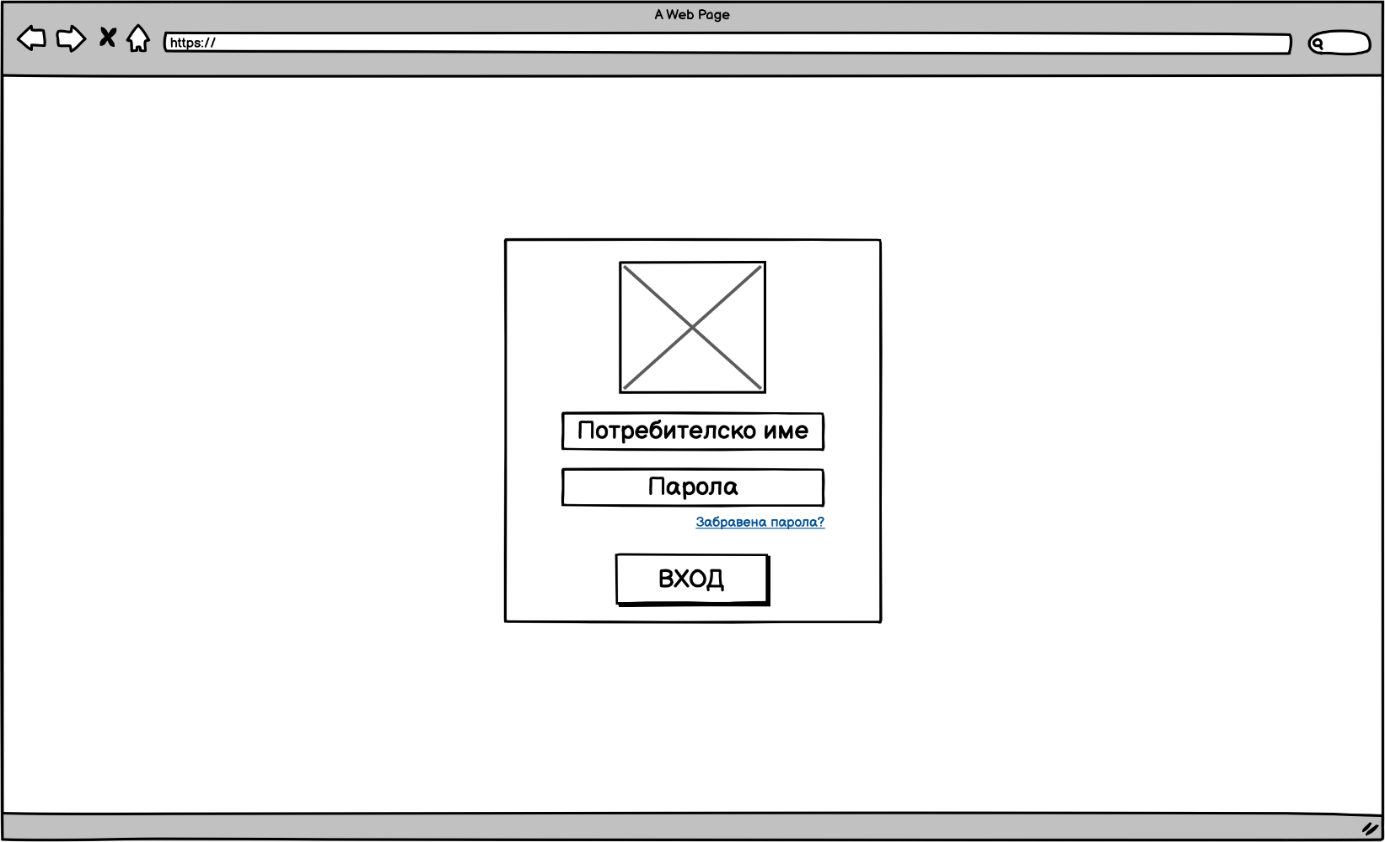 A Web Page
https://
Потребителско име
Парола
Забравена парола?
ВХОД